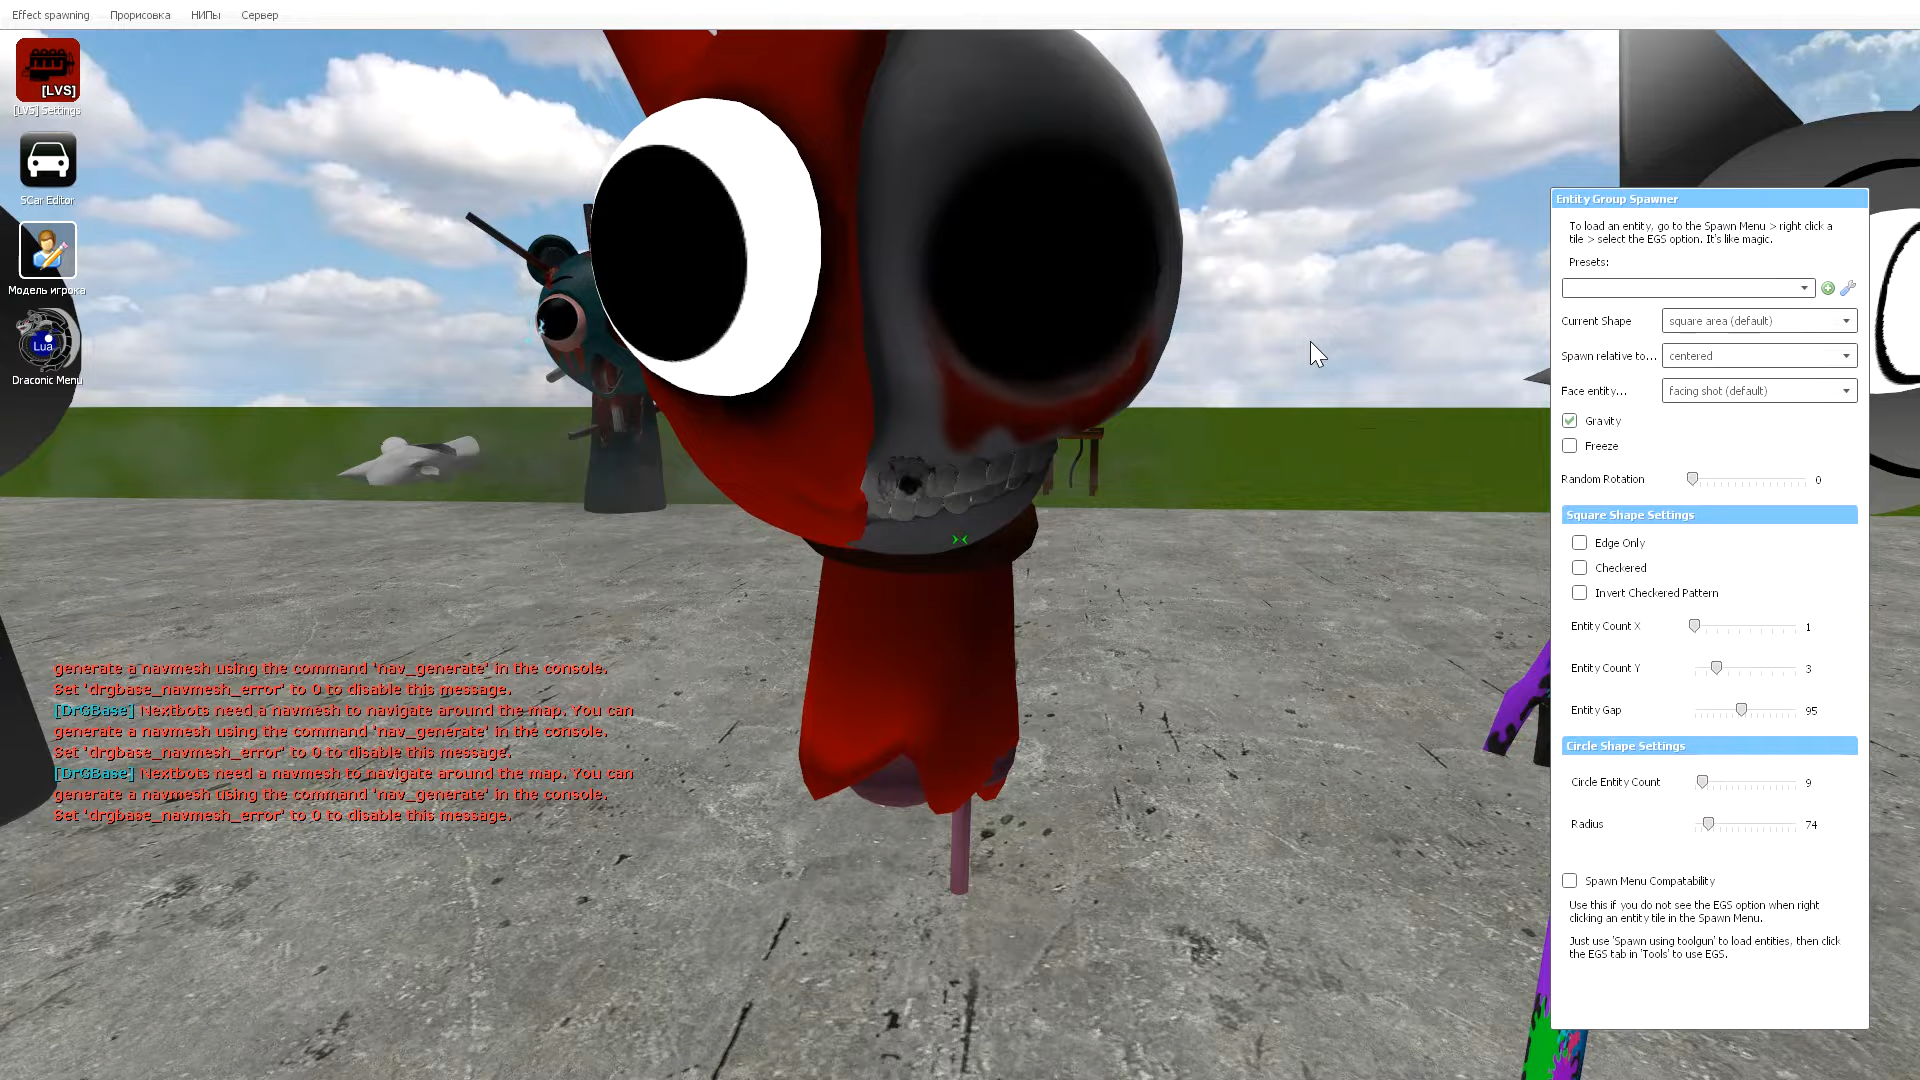 Effect spawning Прорисовка НИПы Сервер
[LVS]
[LVS] Settings
SCar Editor
Модель игрока
Lua
Draconic Menu
generate a navmesh using the command 'nav_generate' in the console.
Set 'drgbase_navmesh_error' to 0 to disable this message.
[DrGBase] Nextbots need a navmesh to navigate around the map. You can
generate a navmesh using the command 'nav_generate' in the console.
Set 'drgbase_navmesh_error' to 0 to disable this message.
[DrGBase] Nextbots need a navmesh to navigate around the map. You can
generate a navmesh using the command 'nav_generate' in the console.
Set 'drgbase_navmesh_error' to 0 to disable this message.
Entity Group Spawner
To load an entity, go to the Spawn Menu > right click a
tile > select the EGS option. It's like magic.
Presets:
Current Shape square area (default)
Spawn relative to... centered
Face entity... facing shot (default)
Gravity
Freeze
Random Rotation 0
Square Shape Settings
Edge Only
Checkered
Invert Checkered Pattern
Entity Count X 1
Entity Count Y 3
Entity Gap 95
Circle Shape Settings
Circle Entity Count 9
Radius 74
Spawn Menu Compatability
Use this if you do not see the EGS option when right
clicking an entity tile in the Spawn Menu.
Just use 'Spawn using toolgun' to load entities, then click
the EGS tab in 'Tools' to use EGS.